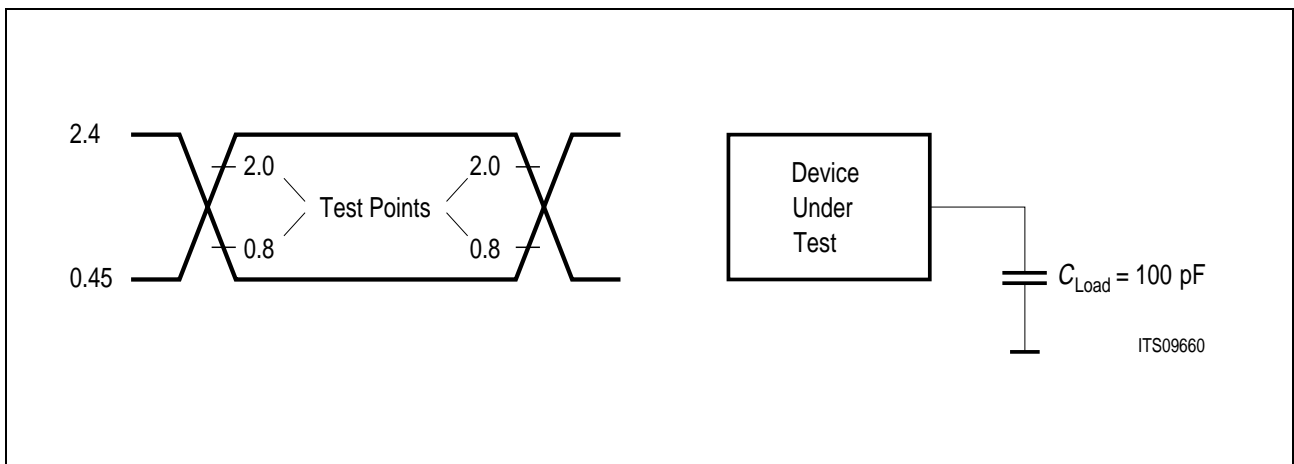 2.4
2.0
2.0
Test Points
0.8
0.8
0.45
Device
Under
Test
C Load = 100 pF
ITS09660